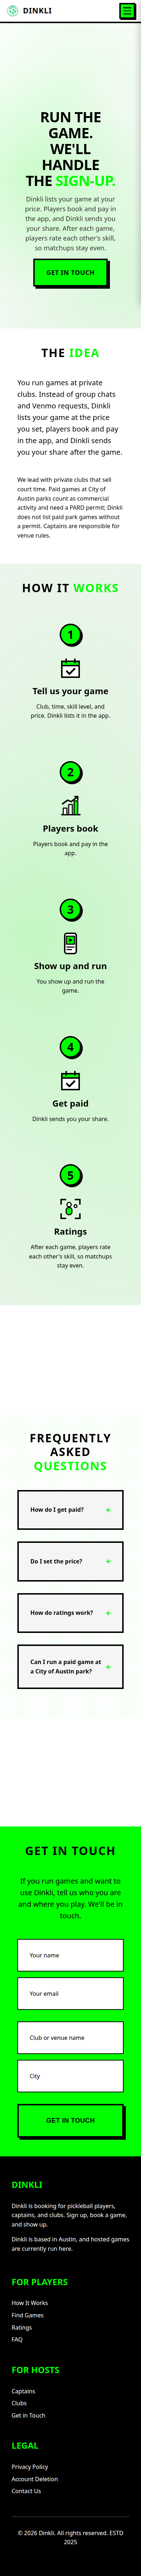 DINKLI
RUN THE
GAME.
WE'LL
HANDLE
THE SIGN-UP.
Dinkli lists your game at your
price. Players book and pay in
the app, and Dinkli sends you
your share. After each game,
players rate each other's skill,
so matchups stay even.
GET IN TOUCH
THE IDEA
You run games at private
clubs. Instead of group chats
and Venmo requests, Dinkli
lists your game at the price
you set, players book and pay
in the app, and Dinkli sends
you your share after the game.
We lead with private clubs that sell
court time. Paid games at City of
Austin parks count as commercial
activity and need a PARD permit; Dinkli
does not list paid park games without
a permit. Captains are responsible for
venue rules.
HOW IT WORKS
1
Tell us your game
Club, time, skill level, and
price. Dinkli lists it in the app.
2
Players book
Players book and pay in the
app.
3
Show up and run
You show up and run the
game.
4
Get paid
Dinkli sends you your share.
5
Ratings
After each game, players rate
each other's skill, so matchups
stay even.
FREQUENTLY
ASKED
QUESTIONS
How do I get paid? +
Do I set the price? +
How do ratings work? +
Can I run a paid game at
a City of Austin park? +
GET IN TOUCH
If you run games and want to
use Dinkli, tell us who you are
and where you play. We'll be in
touch.
Your name
Your email
Club or venue name
City
GET IN TOUCH
DINKLI
Dinkli is booking for pickleball players,
captains, and clubs. Sign up, book a game,
and show up.
Dinkli is based in Austin, and hosted games
are currently run here.
FOR PLAYERS
How It Works
Find Games
Ratings
FAQ
FOR HOSTS
Captains
Clubs
Get in Touch
LEGAL
Privacy Policy
Account Deletion
Contact Us
© 2026 Dinkli. All rights reserved. ESTD
2025